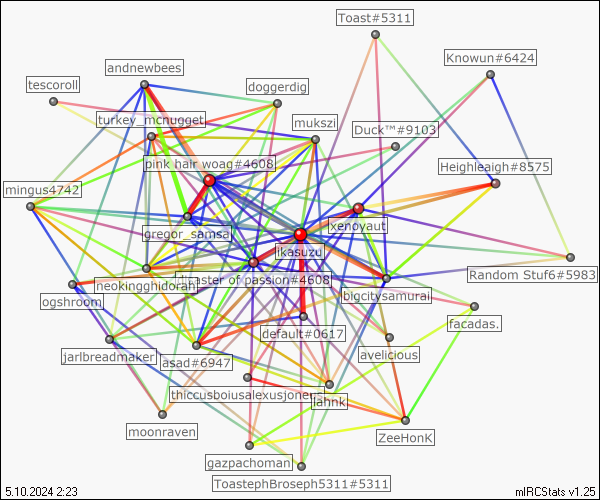 Toast#5311
Knowun#6424
andnewbees
tescoroll
doggerdig
turkey_mcnugget
mukszi
Duck™#9103
pink hair woag#4608
Heighleaigh#8575
mingus4742
xenoyaut
gregor_samsa
ikasuzu
Random Stuf6#5983
neokingghidorah
disaster of passion#4608
bigcitysamurai
ogshroom
facadas.
default#0617
jarlbreadmaker
asad#6947
avelicious
thiccusboiusalexusjones
lahnk
moonraven
ZeeHonK
gazpachoman
ToastephBroseph5311#5311
5.10.2024 2:23
mIRCStats v1.25